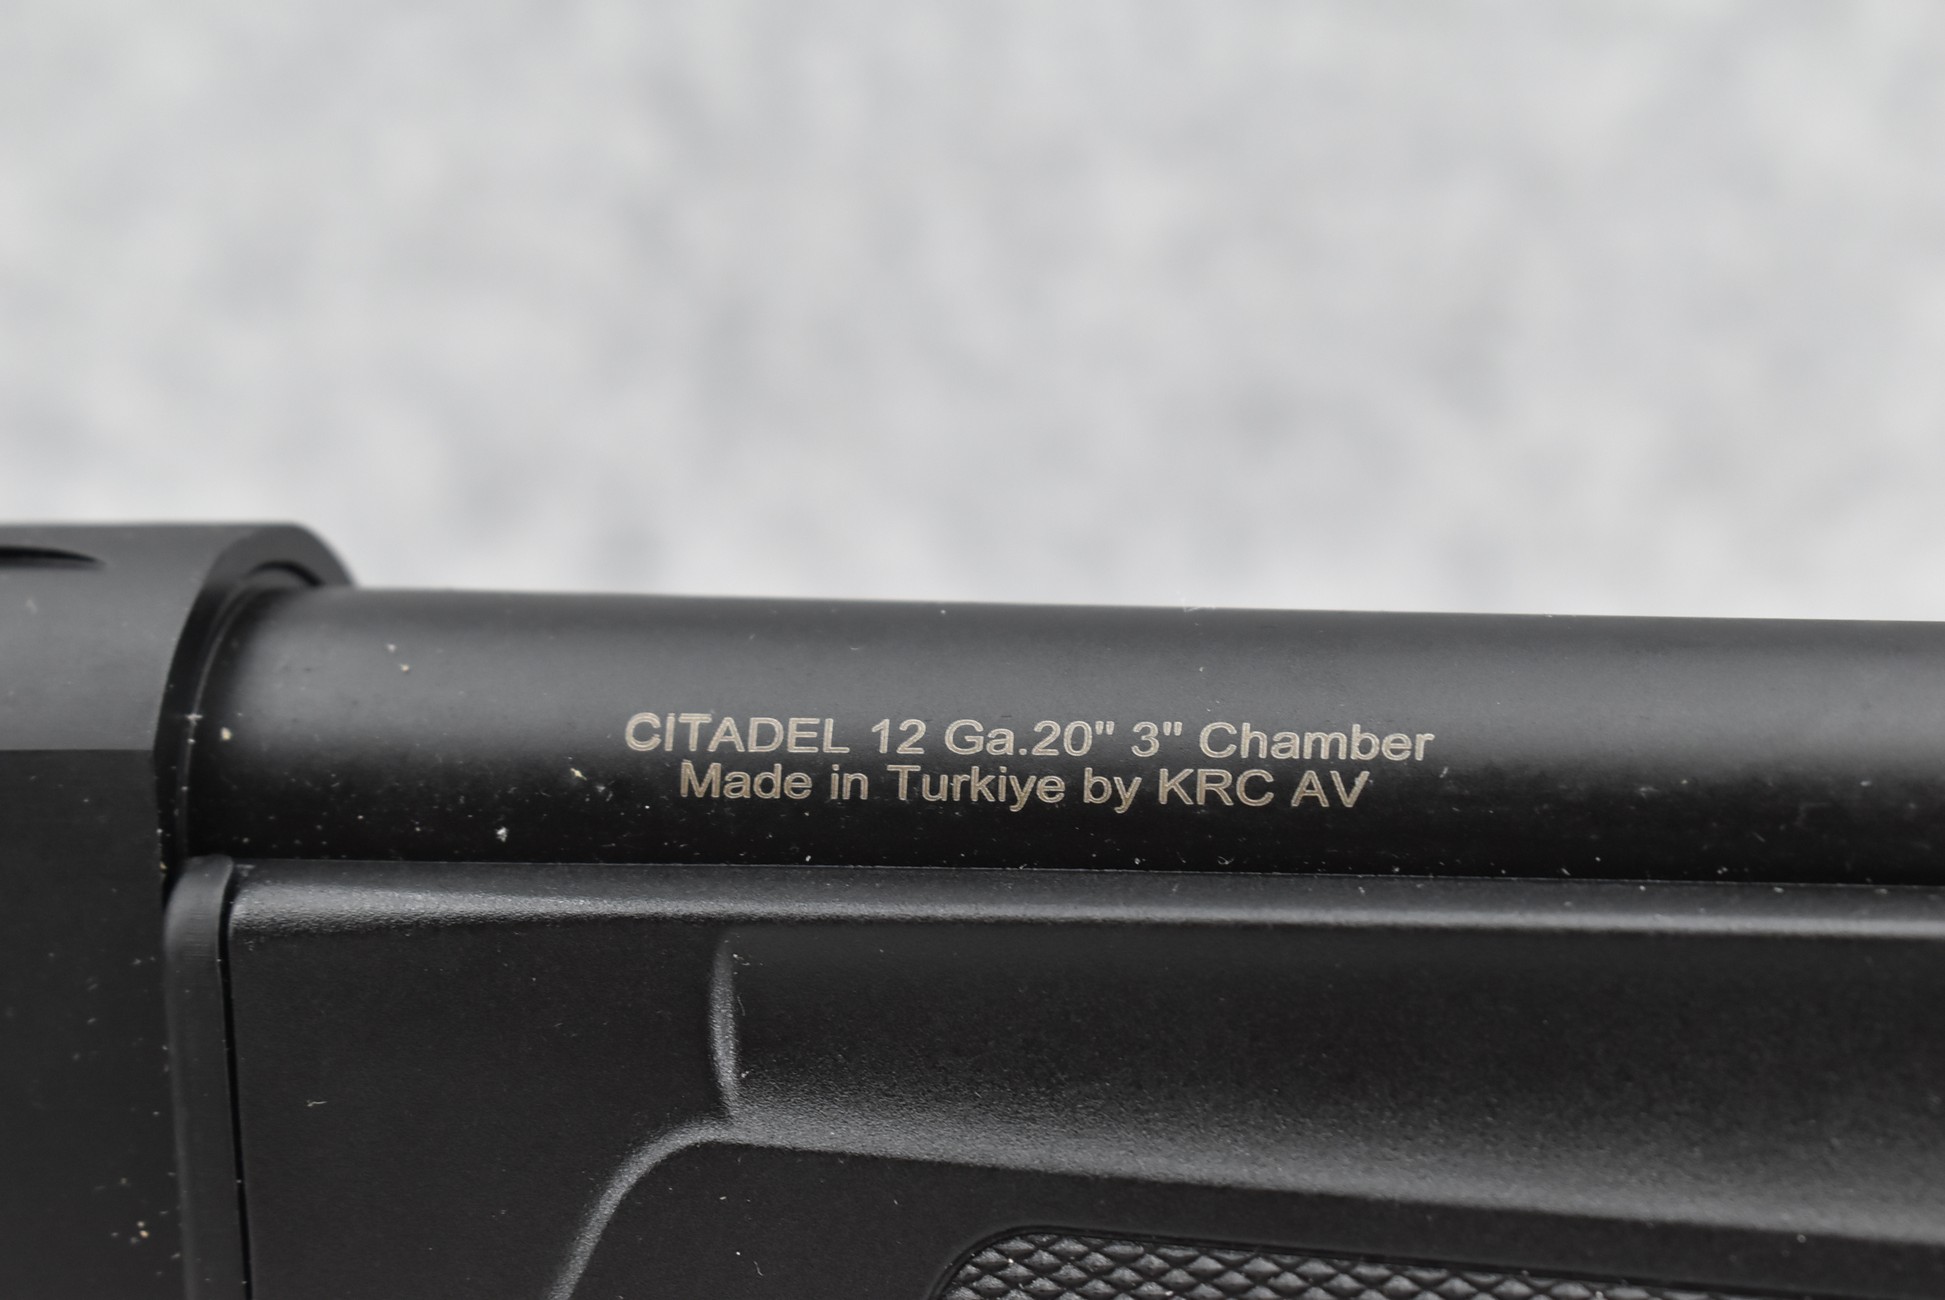 CITADEL 12 Ga.20" 3" Chamber
Made in Turkiye by KRC AV